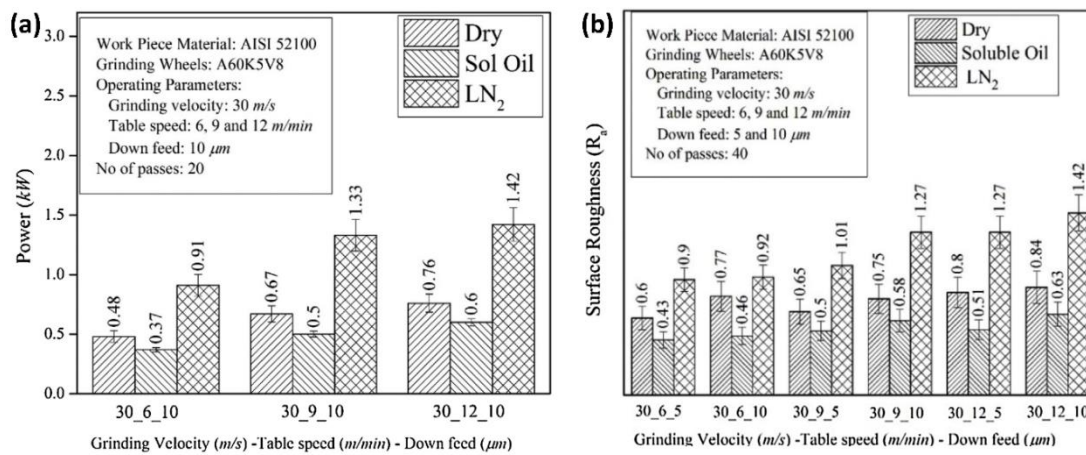 (a)
3.0
2.5
2.0
1.5
1.0
0.5
0.0
Power (kW)
Work Piece Material: AISI 52100
Grinding Wheels: A60K5V8
Operating Parameters:
Grinding velocity: 30 m/s
Table speed: 6, 9 and 12 m/min
Down feed: 10 μm
No of passes: 20
Dry
Sol Oil
LN2
0.48
0.37
0.91
0.67
0.5
1.33
0.76
0.6
1.42
30_6_10
30_9_10
30_12_10
Grinding Velocity (m/s) -Table speed (m/min) - Down feed (μm)
(b)
Surface Roughness (Ra)
Work Piece Material: AISI 52100
Grinding Wheels: A60K5V8
Operating Parameters:
Grinding velocity: 30 m/s
Table speed: 6, 9 and 12 m/min
Down feed: 5 and 10 μm
No of passes: 40
Dry
Soluble Oil
LN2
0.6
0.43
0.9
0.77
0.46
0.92
0.65
0.5
1.01
0.75
0.58
1.27
0.8
0.51
1.27
0.84
0.63
1.42
30_6_5
30_6_10
30_9_5
30_9_10
30_12_5
30_12_10
Grinding Velocity (m/s) -Table speed (m/min) - Down feed (μm)